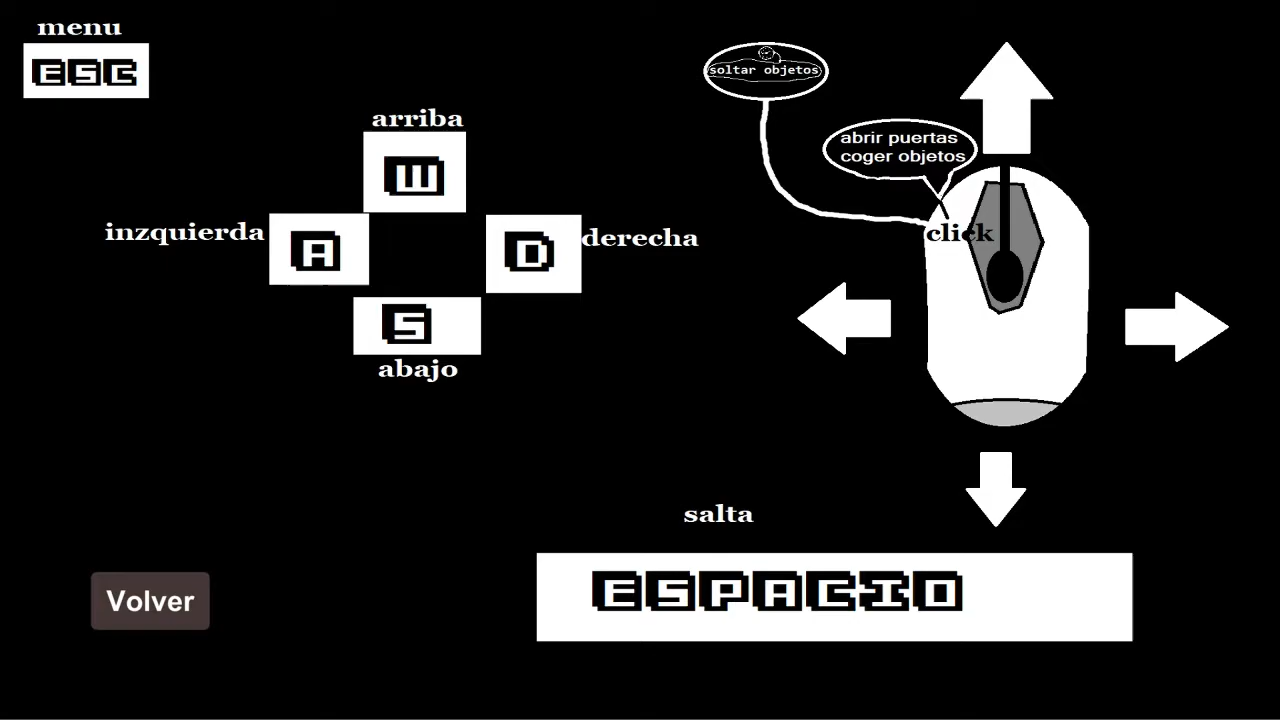 menu
ESC
arriba
W
inzquierda
A
D
derecha
S
abajo
soltar objetos
abrir puertas
coger objetos
click
salta
ESPACIO
Volver